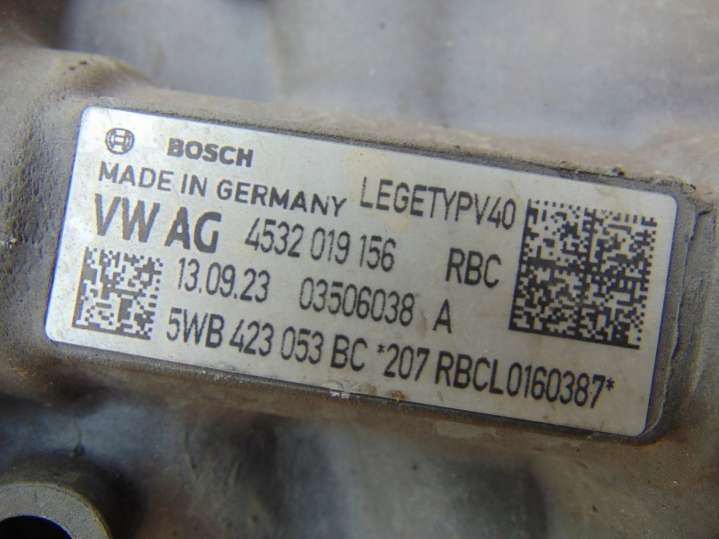 BOSCH
MADE IN GERMANY LEGETYPV40
VW AG 4532 019 156 RBC
13.09.23 03506038 A
5WB 423 053 BC *207 RBCL0160387*